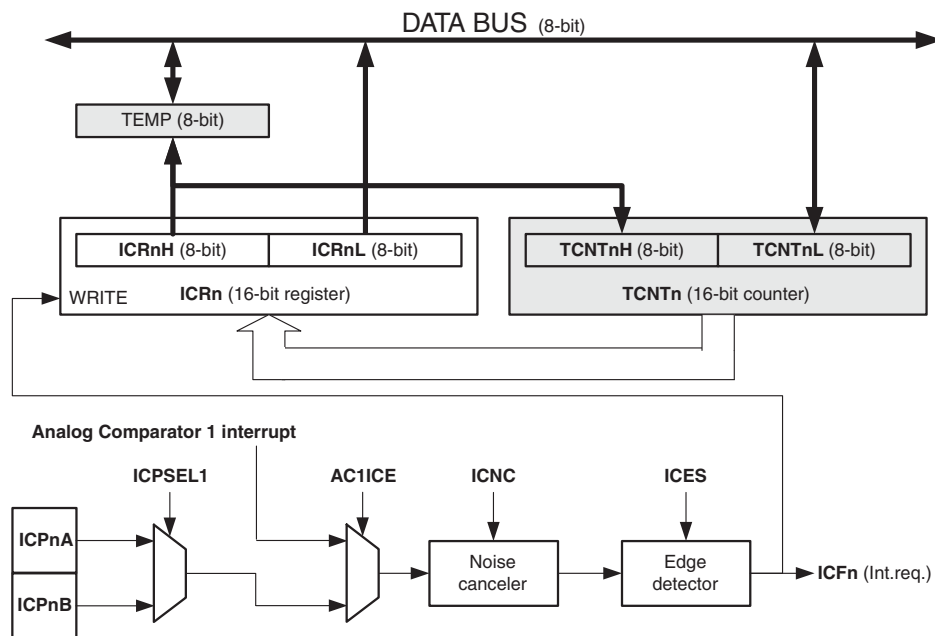 DATA BUS (8-bit)
TEMP (8-bit)
ICRnH (8-bit)
ICRnL (8-bit)
TCNTnH (8-bit)
TCNTnL (8-bit)
WRITE
ICRn (16-bit register)
TCNTn (16-bit counter)
Analog Comparator 1 interrupt
ICPSEL1
AC1ICE
ICNC
ICES
ICPnA
ICPnB
Noise
canceler
Edge
detector
ICFn (Int.req.)